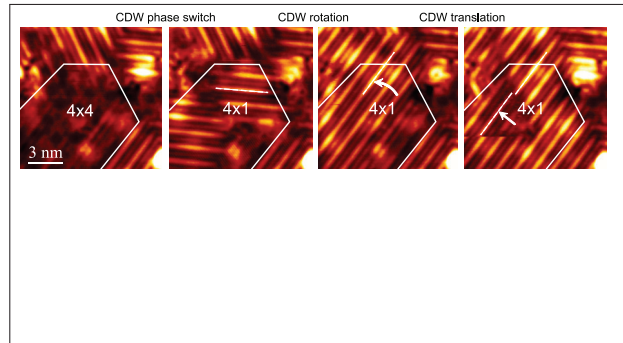 CDW phase switch CDW rotation CDW translation
4x4 4x1 4x1 4x1
3 nm